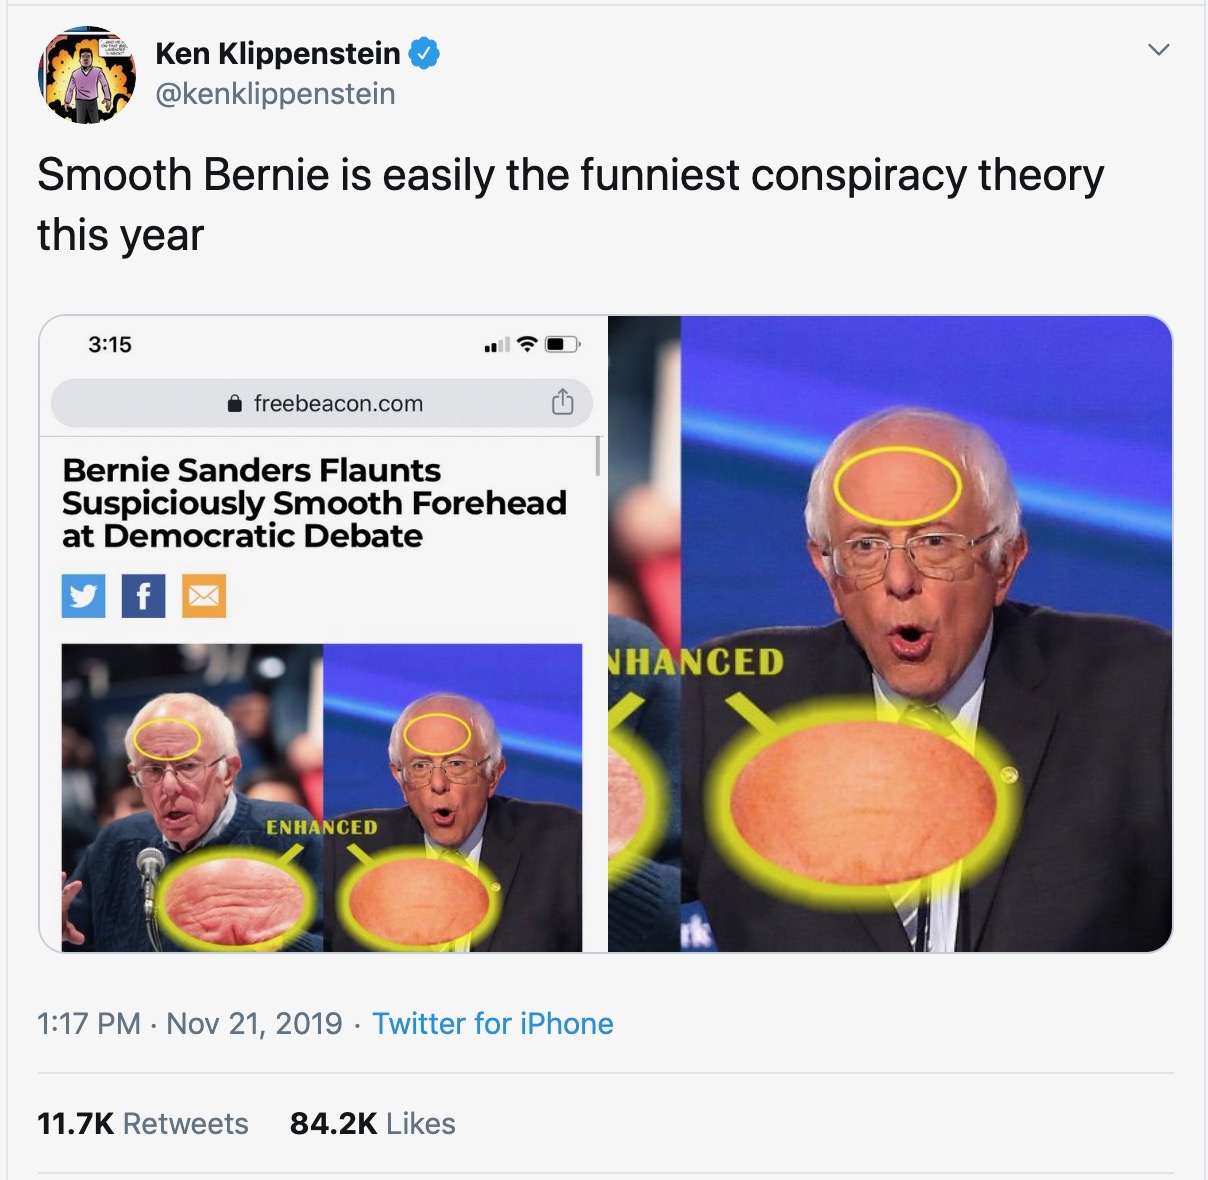 Ken Klippenstein
@kenklippenstein
Smooth Bernie is easily the funniest conspiracy theory
this year
3:15
freebeacon.com
Bernie Sanders Flaunts
Suspiciously Smooth Forehead
at Democratic Debate
f
ENHANCED
NHANCED
1:17 PM · Nov 21, 2019 · Twitter for iPhone
11.7K Retweets 84.2K Likes